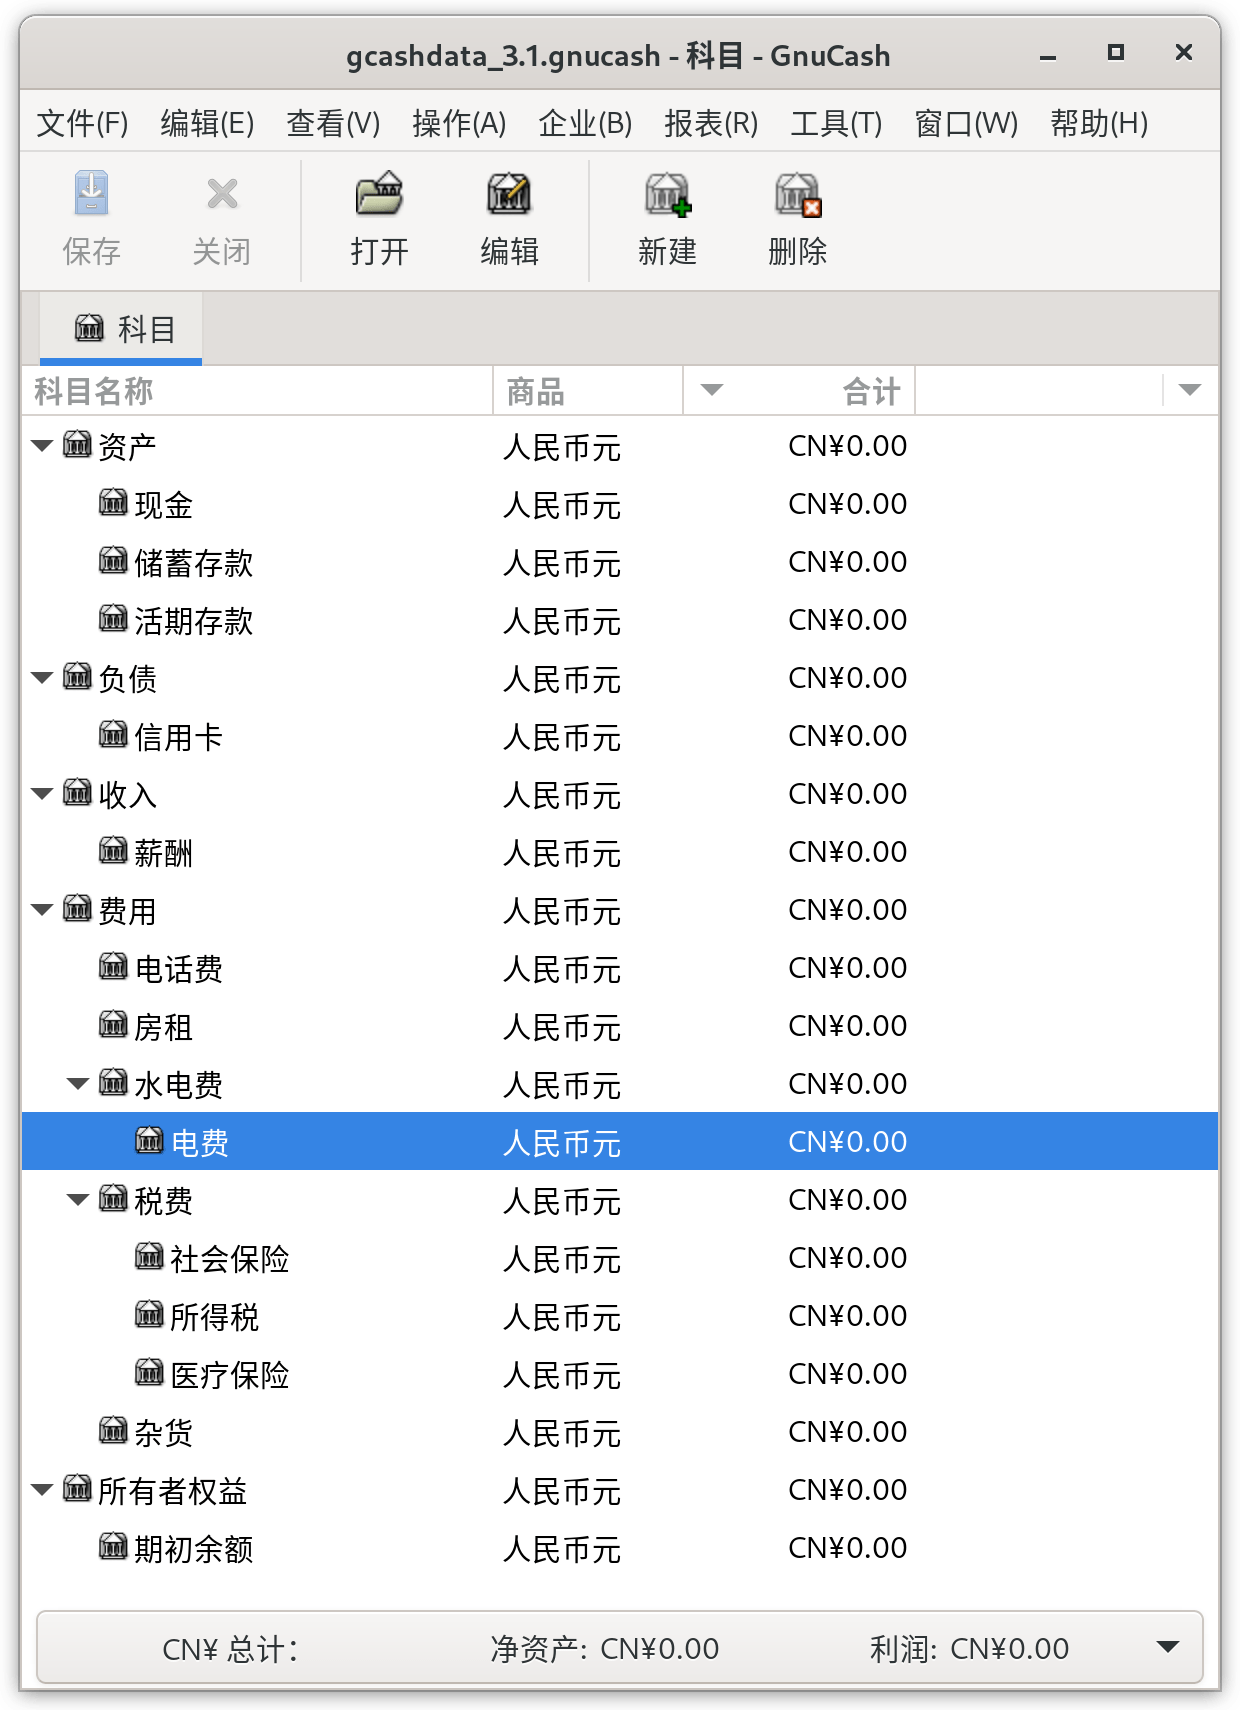 gcashdata_3.1.gnucash - 科目 - GnuCash
文件(F) 编辑(E) 查看(V) 操作(A) 企业(B) 报表(R) 工具(T) 窗口(W) 帮助(H)
保存 关闭 打开 编辑 新建 删除
科目
科目名称 商品 合计
资产 人民币元 CN¥0.00
现金 人民币元 CN¥0.00
储蓄存款 人民币元 CN¥0.00
活期存款 人民币元 CN¥0.00
负债 人民币元 CN¥0.00
信用卡 人民币元 CN¥0.00
收入 人民币元 CN¥0.00
薪酬 人民币元 CN¥0.00
费用 人民币元 CN¥0.00
电话费 人民币元 CN¥0.00
房租 人民币元 CN¥0.00
水电费 人民币元 CN¥0.00
电费 人民币元 CN¥0.00
税费 人民币元 CN¥0.00
社会保险 人民币元 CN¥0.00
所得税 人民币元 CN¥0.00
医疗保险 人民币元 CN¥0.00
杂货 人民币元 CN¥0.00
所有者权益 人民币元 CN¥0.00
期初余额 人民币元 CN¥0.00
CN¥ 总计： 净资产: CN¥0.00 利润: CN¥0.00